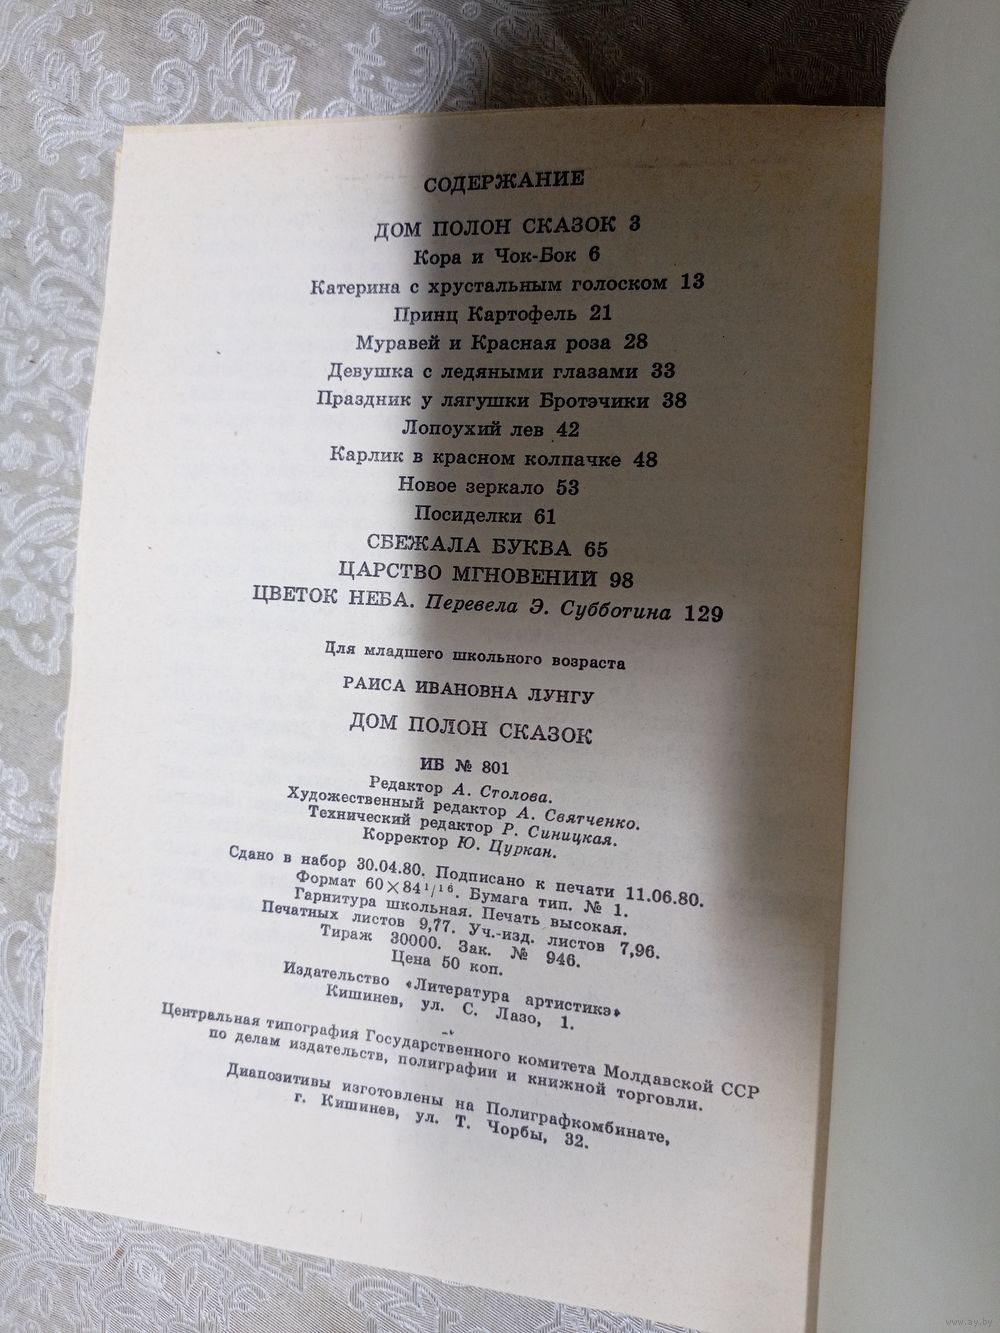 СОДЕРЖАНИЕ
ДОМ ПОЛОН СКАЗОК 3
Кора и Чок-Бок 6
Катерина с хрустальным голоском 13
Принц Картофель 21
Муравей и Красная роза 28
Девушка с ледяными глазами 33
Праздник у лягушки Бротэчики 38
Лопоухий лев 42
Карлик в красном колпачке 48
Новое зеркало 53
Посиделки 61
СБЕЖАЛА БУКВА 65
ЦАРСТВО МГНОВЕНИЙ 98
ЦВЕТОК НЕБА. Перевела Э. Субботина 129
Для младшего школьного возраста
РАИСА ИВАНОВНА ЛУНГУ
ДОМ ПОЛОН СКАЗОК
ИБ № 801
Редактор А. Столова.
Художественный редактор А. Святченко.
Технический редактор Р. Синицкая.
Корректор Ю. Цуркан.
Сдано в набор 30.04.80. Подписано к печати 11.06.80.
Формат 60×84¹/¹⁶. Бумага тип. № 1.
Гарнитура школьная. Печать высокая.
Печатных листов 9,77. Уч.-изд. листов 7,96.
Тираж 30000. Зак. № 946.
Цена 50 коп.
Издательство «Литература артистикэ»
Кишинев, ул. С. Лазо, 1.
Центральная типография Государственного комитета Молдавской ССР
по делам издательств, полиграфии и книжной торговли.
Диапозитивы изготовлены на Полиграфкомбинате,
г. Кишинев, ул. Т. Чорбы, 32.
www.ay.by